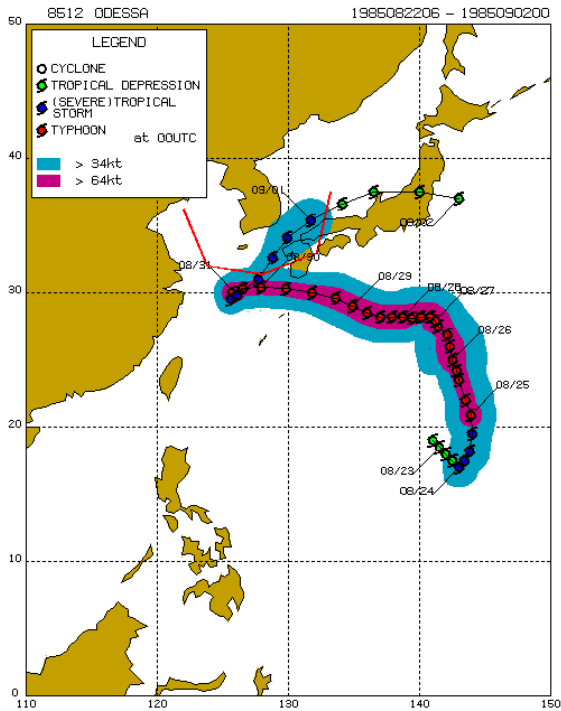 8512 ODESSA
1985082206 - 1985090200
50
LEGEND
CYCLONE
TROPICAL DEPRESSION
(SEVERE)TROPICAL
STORM
TYPHOON
at 00UTC
> 34kt
> 64kt
40
09/01
09/02
08/31
08/30
30
08/29
08/28
08/27
08/26
08/25
20
08/23
08/24
10
0
110
120
130
140
150